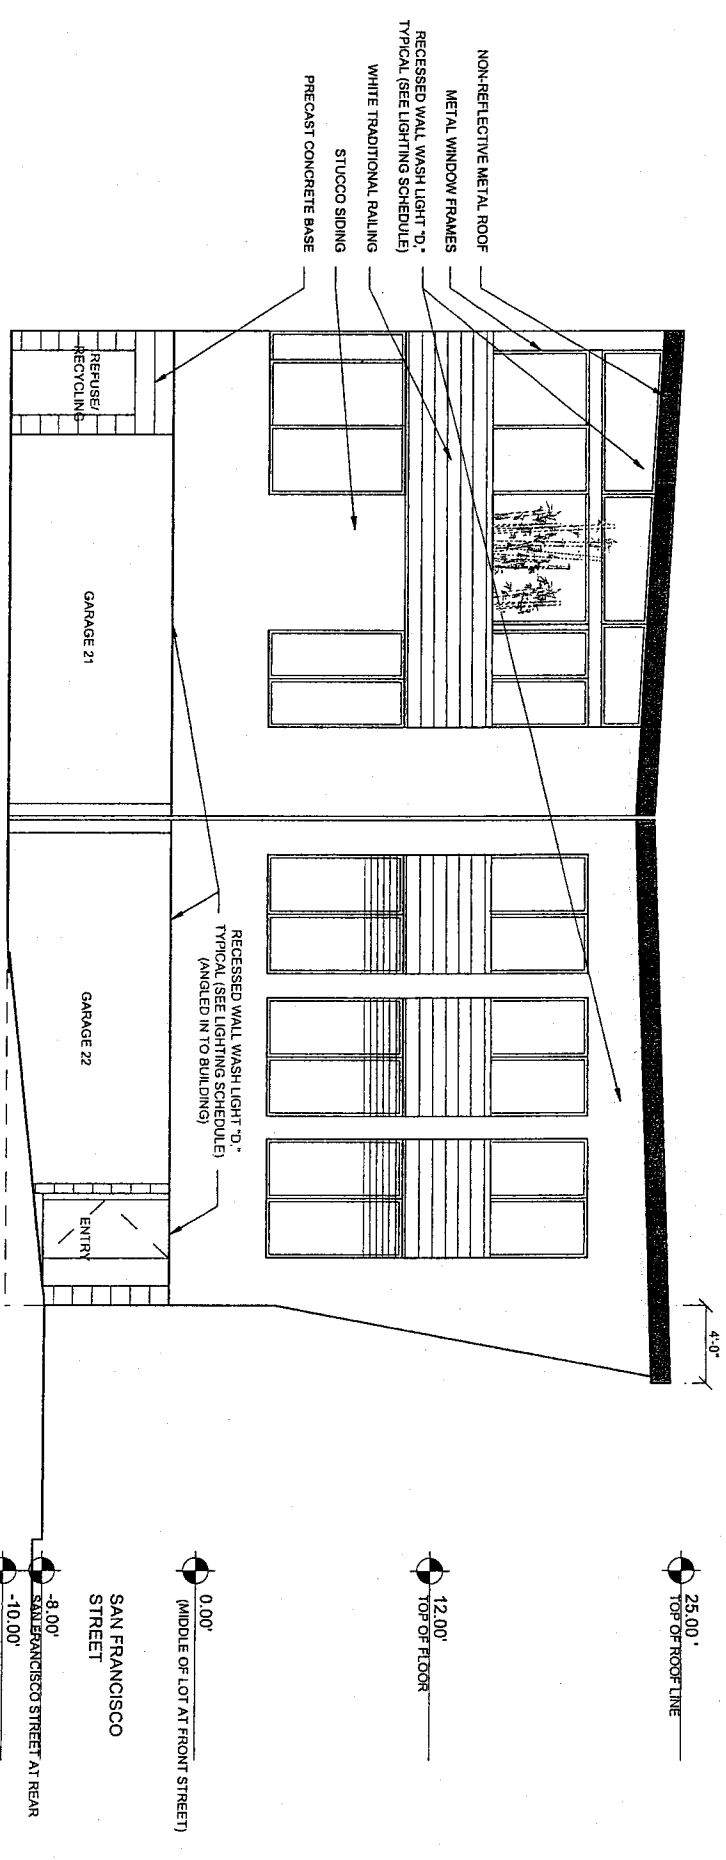 NON-REFLECTIVE METAL ROOF
METAL WINDOW FRAMES
RECESSED WALL WASH LIGHT "D,"
TYPICAL (SEE LIGHTING SCHEDULE)
WHITE TRADITIONAL RAILING
STUCCO SIDING
PRECAST CONCRETE BASE
REFUSE/
RECYCLING
GARAGE 21
GARAGE 22
ENTRY
RECESSED WALL WASH LIGHT "D,"
TYPICAL (SEE LIGHTING SCHEDULE)
(ANGLED IN TO BUILDING)
4'-0"
25.00'
TOP OF ROOF LINE
12.00'
TOP OF FLOOR
0.00'
(MIDDLE OF LOT AT FRONT STREET)
SAN FRANCISCO
STREET
-8.00'
SAN FRANCISCO STREET AT REAR
-10.00'